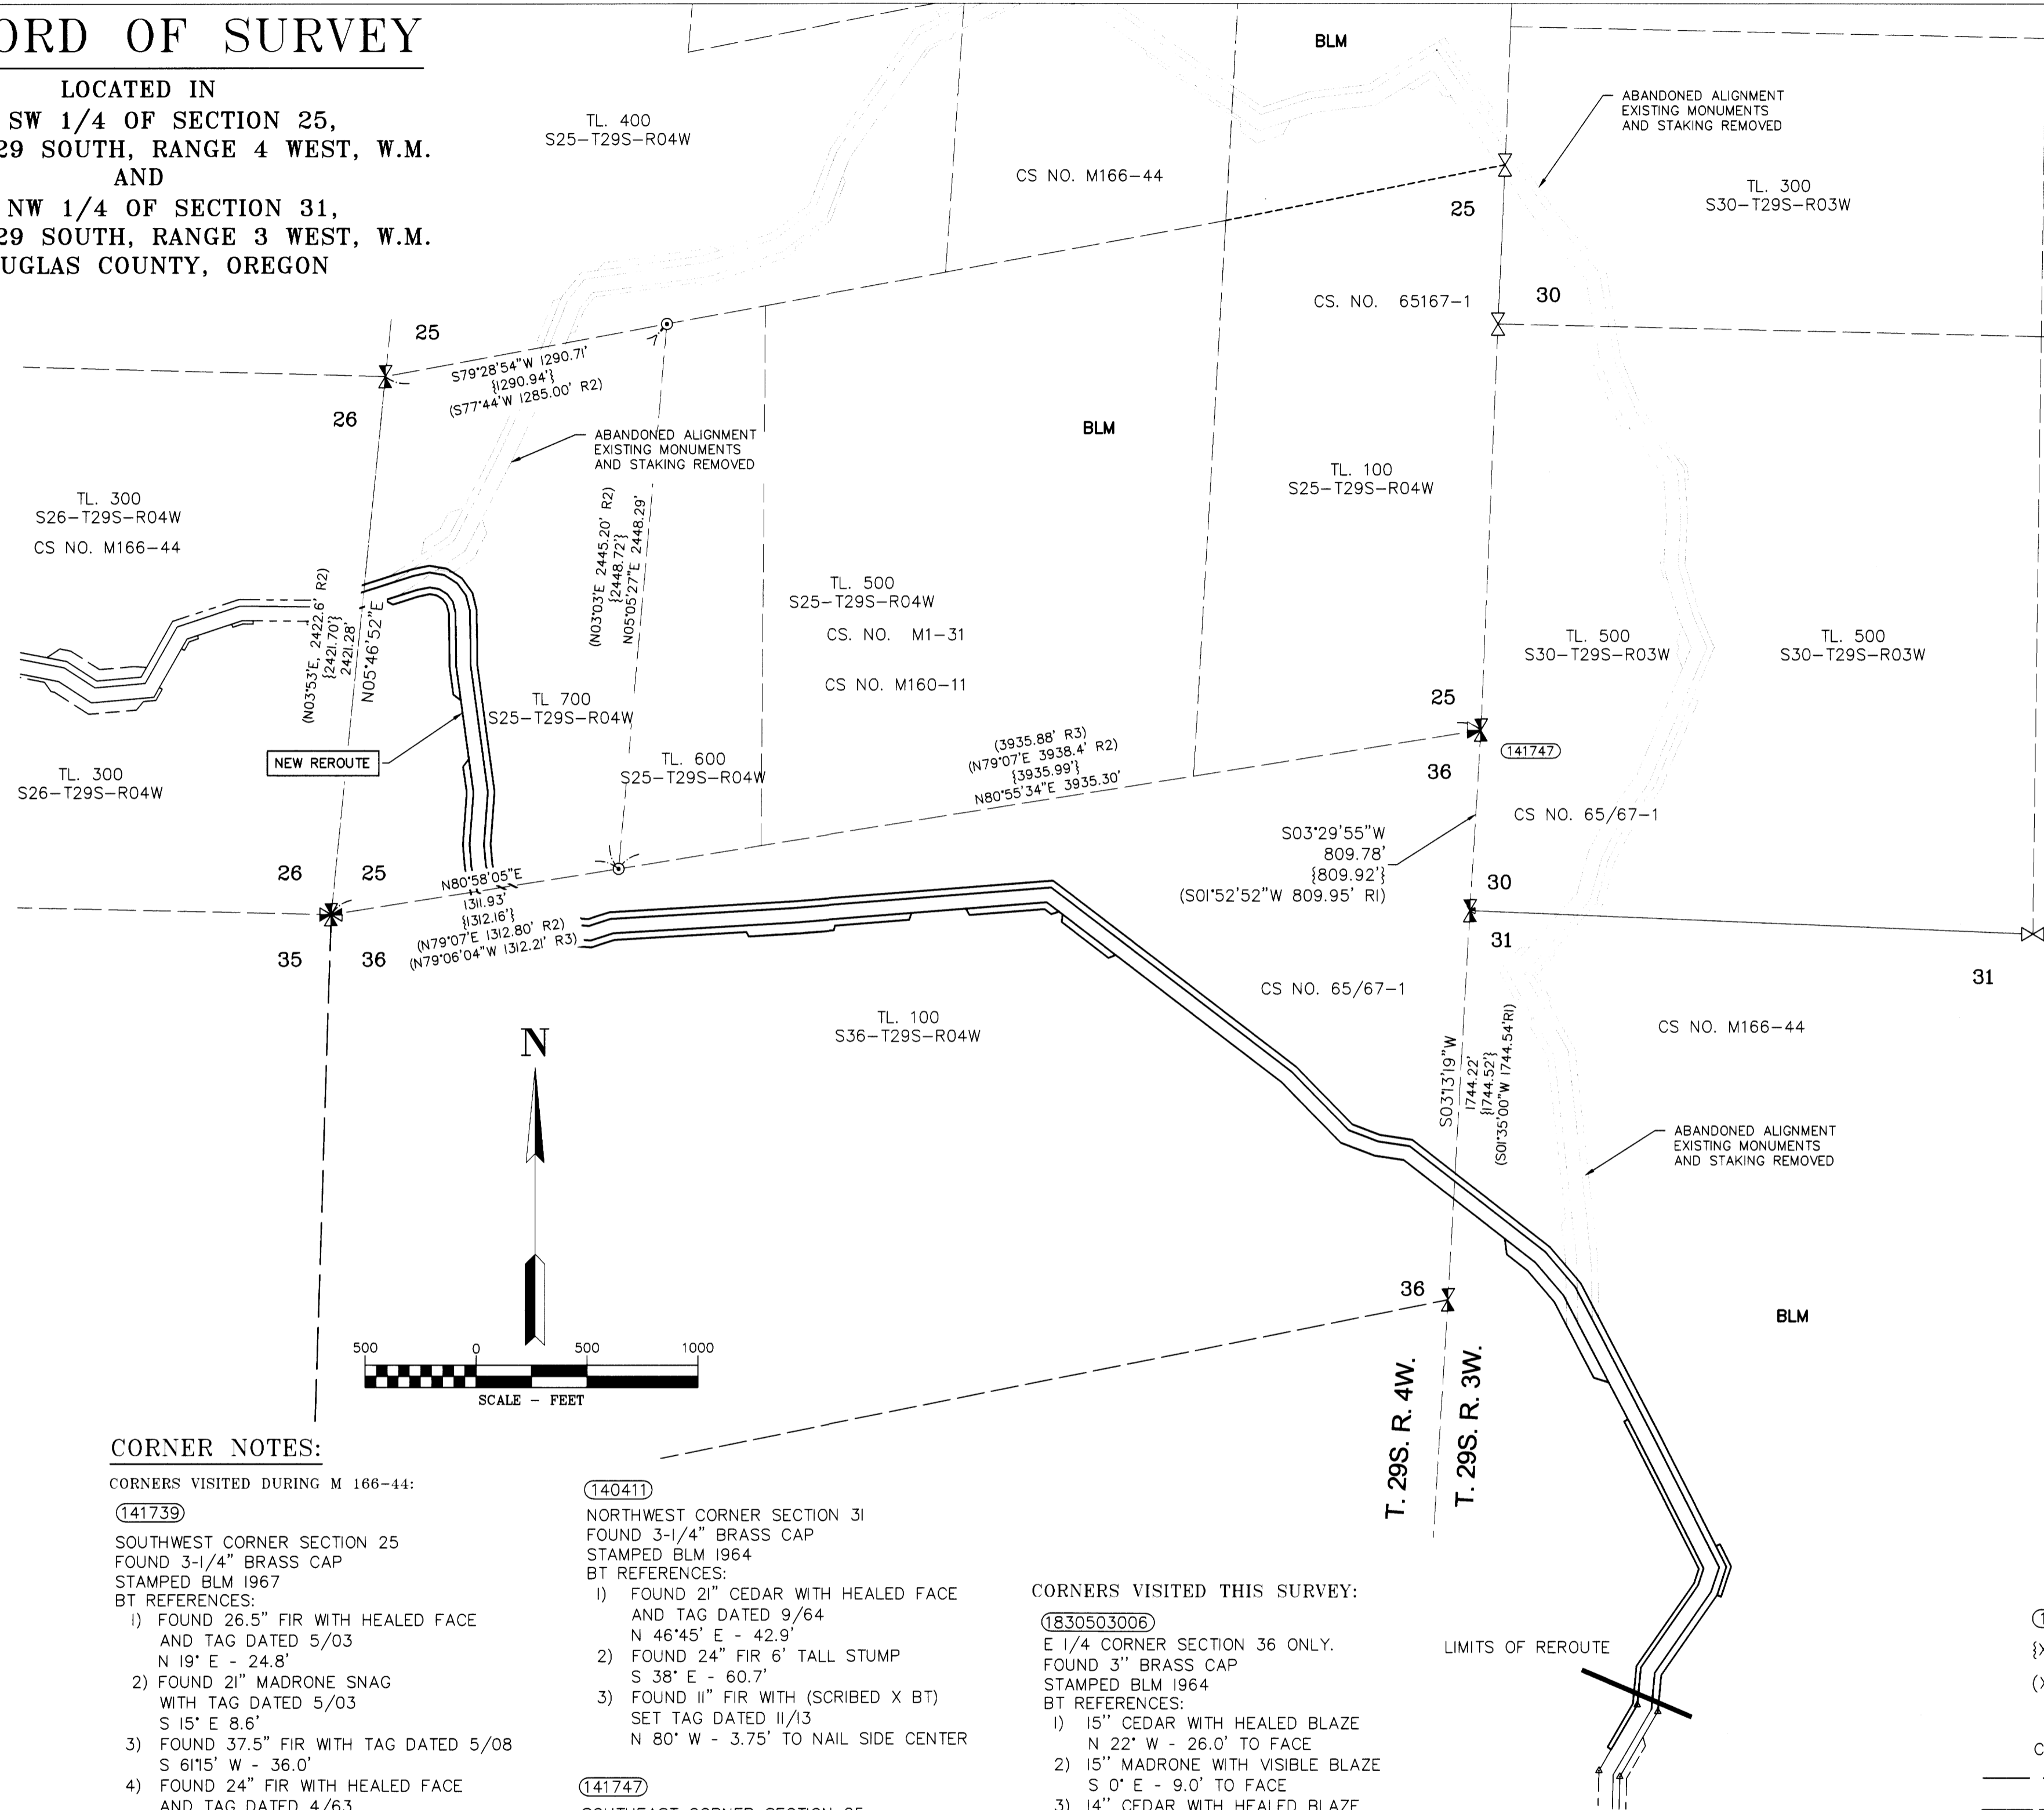 ORD OF SURVEY
LOCATED IN
SW 1/4 OF SECTION 25,
29 SOUTH, RANGE 4 WEST, W.M.
AND
NW 1/4 OF SECTION 31,
29 SOUTH, RANGE 3 WEST, W.M.
UGLAS COUNTY, OREGON
TL. 400
S25-T29S-R04W
BLM
CS NO. M166-44
ABANDONED ALIGNMENT
EXISTING MONUMENTS
AND STAKING REMOVED
TL. 300
S30-T29S-R03W
25
CS. NO. 65167-1
30
25
26
S79°28'54"W 1290.71'
{1290.94'}
(S77°44'W 1285.00' R2)
ABANDONED ALIGNMENT
EXISTING MONUMENTS
AND STAKING REMOVED
BLM
TL. 100
S25-T29S-R04W
TL. 300
S26-T29S-R04W
CS NO. M166-44
(N03°53'E, 2422.6' R2)
{2421.70'}
2421.28'
N05°46'52"E
(N03°03'E 2445.20' R2)
{2448.72'}
N05°05'27"E 2448.29'
TL. 500
S25-T29S-R04W
CS. NO. M1-31
CS NO. M160-11
TL. 500
S30-T29S-R03W
TL. 500
S30-T29S-R03W
TL 700
S25-T29S-R04W
NEW REROUTE
TL. 300
S26-T29S-R04W
TL. 600
S25-T29S-R04W
(3935.88' R3)
(N79°07'E 3938.4' R2)
{3935.99'}
N80°55'34"E 3935.30'
25
141747
36
CS NO. 65/67-1
S03°29'55"W
809.78'
{809.92'}
(S01°52'52"W 809.95' R1)
26
25
30
N80°58'05"E
1311.93'
{1312.16'}
(N79°07'E 1312.80' R2)
(N79°06'04"W 1312.21' R3)
35
36
31
31
CS NO. 65/67-1
TL. 100
S36-T29S-R04W
CS NO. M166-44
N
S03°13'19"W
1744.22'
{1744.52'}
(S01°35'00"W 1744.54'R1)
ABANDONED ALIGNMENT
EXISTING MONUMENTS
AND STAKING REMOVED
36
BLM
500 0 500 1000
SCALE - FEET
T. 29S. R. 4W.
T. 29S. R. 3W.
CORNER NOTES:
CORNERS VISITED DURING M 166-44:
141739
SOUTHWEST CORNER SECTION 25
FOUND 3-1/4" BRASS CAP
STAMPED BLM 1967
BT REFERENCES:
1) FOUND 26.5" FIR WITH HEALED FACE
AND TAG DATED 5/03
N 19° E - 24.8'
2) FOUND 21" MADRONE SNAG
WITH TAG DATED 5/03
S 15° E 8.6'
3) FOUND 37.5" FIR WITH TAG DATED 5/08
S 61°15' W - 36.0'
4) FOUND 24" FIR WITH HEALED FACE
AND TAG DATED 4/63
140411
NORTHWEST CORNER SECTION 31
FOUND 3-1/4" BRASS CAP
STAMPED BLM 1964
BT REFERENCES:
1) FOUND 21" CEDAR WITH HEALED FACE
AND TAG DATED 9/64
N 46°45' E - 42.9'
2) FOUND 24" FIR 6' TALL STUMP
S 38° E - 60.7'
3) FOUND 11" FIR WITH (SCRIBED X BT)
SET TAG DATED 11/13
N 80° W - 3.75' TO NAIL SIDE CENTER
141747
CORNERS VISITED THIS SURVEY:
1830503006
E 1/4 CORNER SECTION 36 ONLY.
FOUND 3" BRASS CAP
STAMPED BLM 1964
BT REFERENCES:
1) 15" CEDAR WITH HEALED BLAZE
N 22° W - 26.0' TO FACE
2) 15" MADRONE WITH VISIBLE BLAZE
S 0° E - 9.0' TO FACE
3) 14" CEDAR WITH HEALED BLAZE
LIMITS OF REROUTE